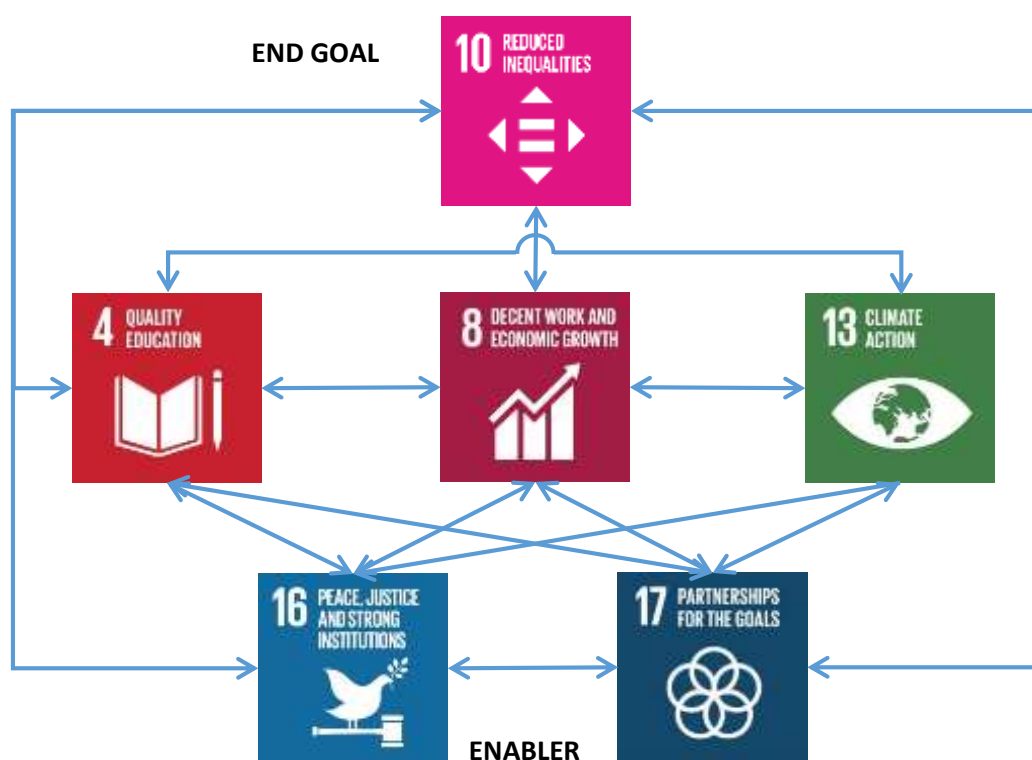 END GOAL
10 REDUCED
INEQUALITIES
4 QUALITY
EDUCATION
8 DECENT WORK AND
ECONOMIC GROWTH
13 CLIMATE
ACTION
16 PEACE, JUSTICE
AND STRONG
INSTITUTIONS
17 PARTNERSHIPS
FOR THE GOALS
ENABLER